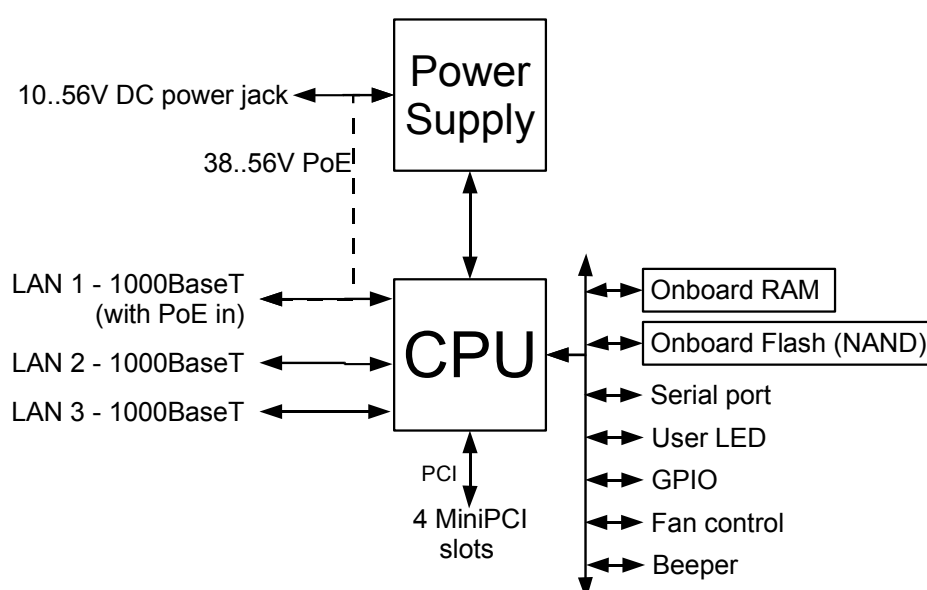 Power
Supply
10..56V DC power jack
38..56V PoE
LAN 1 - 1000BaseT
(with PoE in)
LAN 2 - 1000BaseT
LAN 3 - 1000BaseT
CPU
PCI
4 MiniPCI
slots
Onboard RAM
Onboard Flash (NAND)
Serial port
User LED
GPIO
Fan control
Beeper